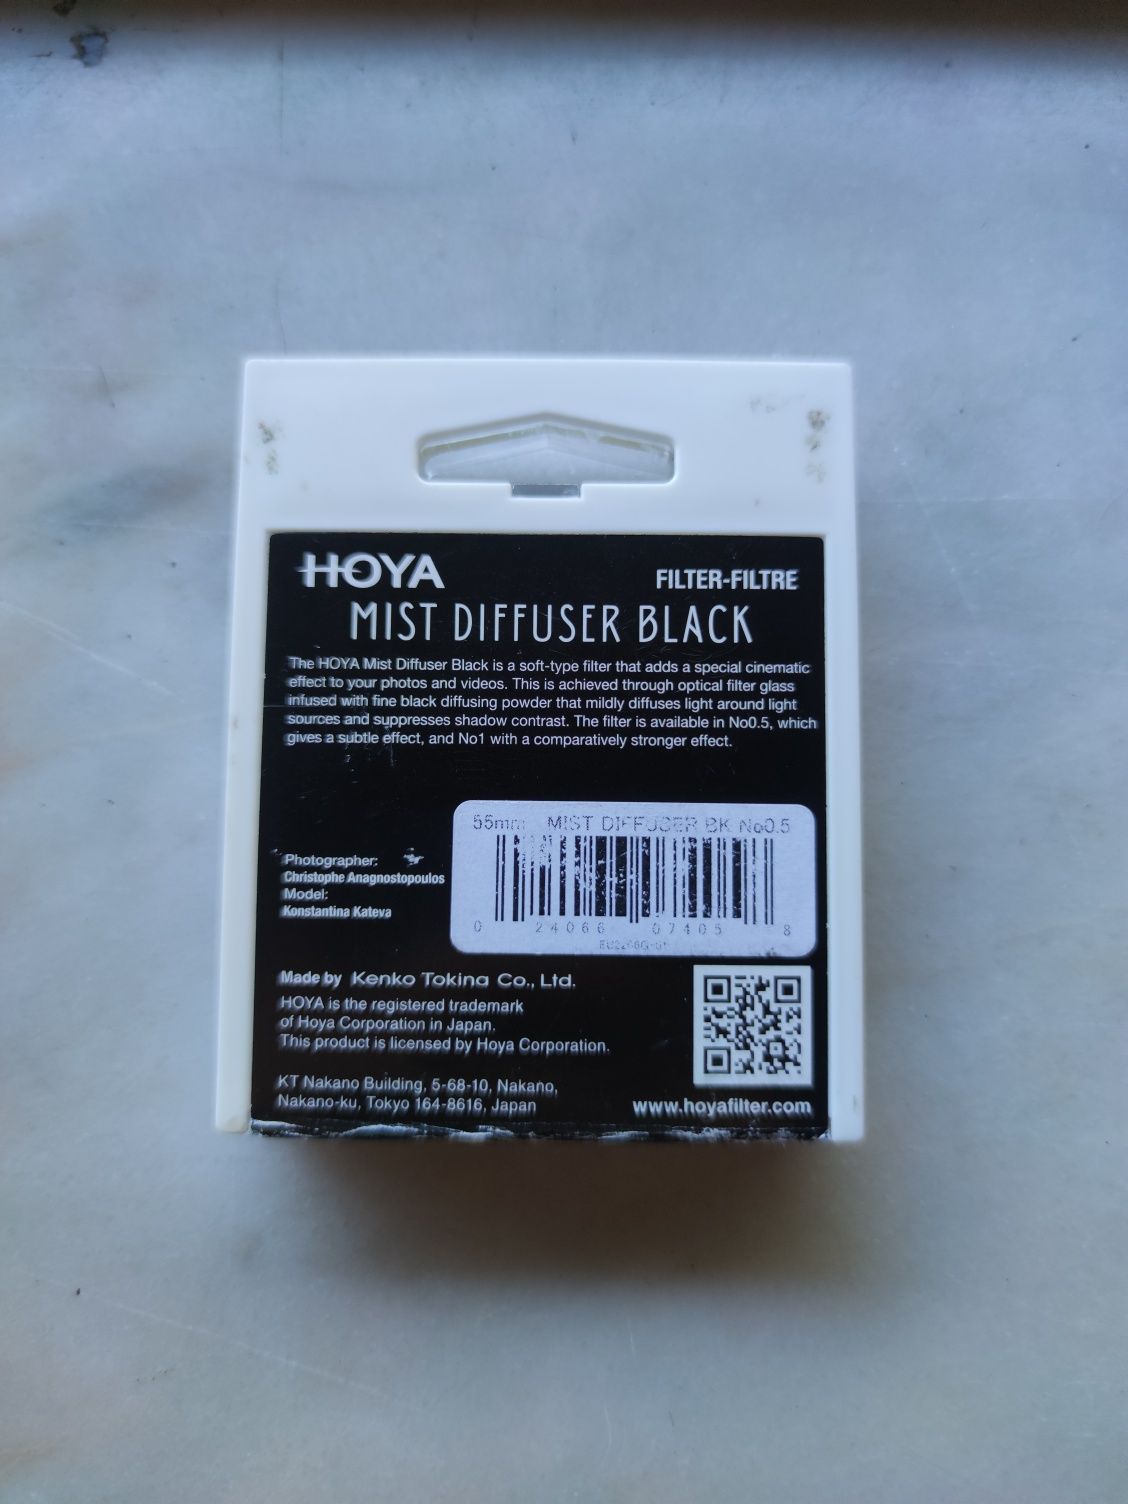 HOYA
FILTER-FILTRE
MIST DIFFUSER BLACK
The HOYA Mist Diffuser Black is a soft-type filter that adds a special cinematic
effect to your photos and videos. This is achieved through optical filter glass
infused with fine black diffusing powder that mildly diffuses light around light
sources and suppresses shadow contrast. The filter is available in No0.5, which
gives a subtle effect, and No1 with a comparatively stronger effect.
55mm MIST DIFFUSER BK No0.5
0 24066 07405 8
Photographer:
Christophe Anagnostopoulos
Model:
Konstantina Kateva
Made by Kenko Tokina Co., Ltd.
HOYA is the registered trademark
of Hoya Corporation in Japan.
This product is licensed by Hoya Corporation.
KT Nakano Building, 5-68-10, Nakano,
Nakano-ku, Tokyo 164-8616, Japan
www.hoyafilter.com